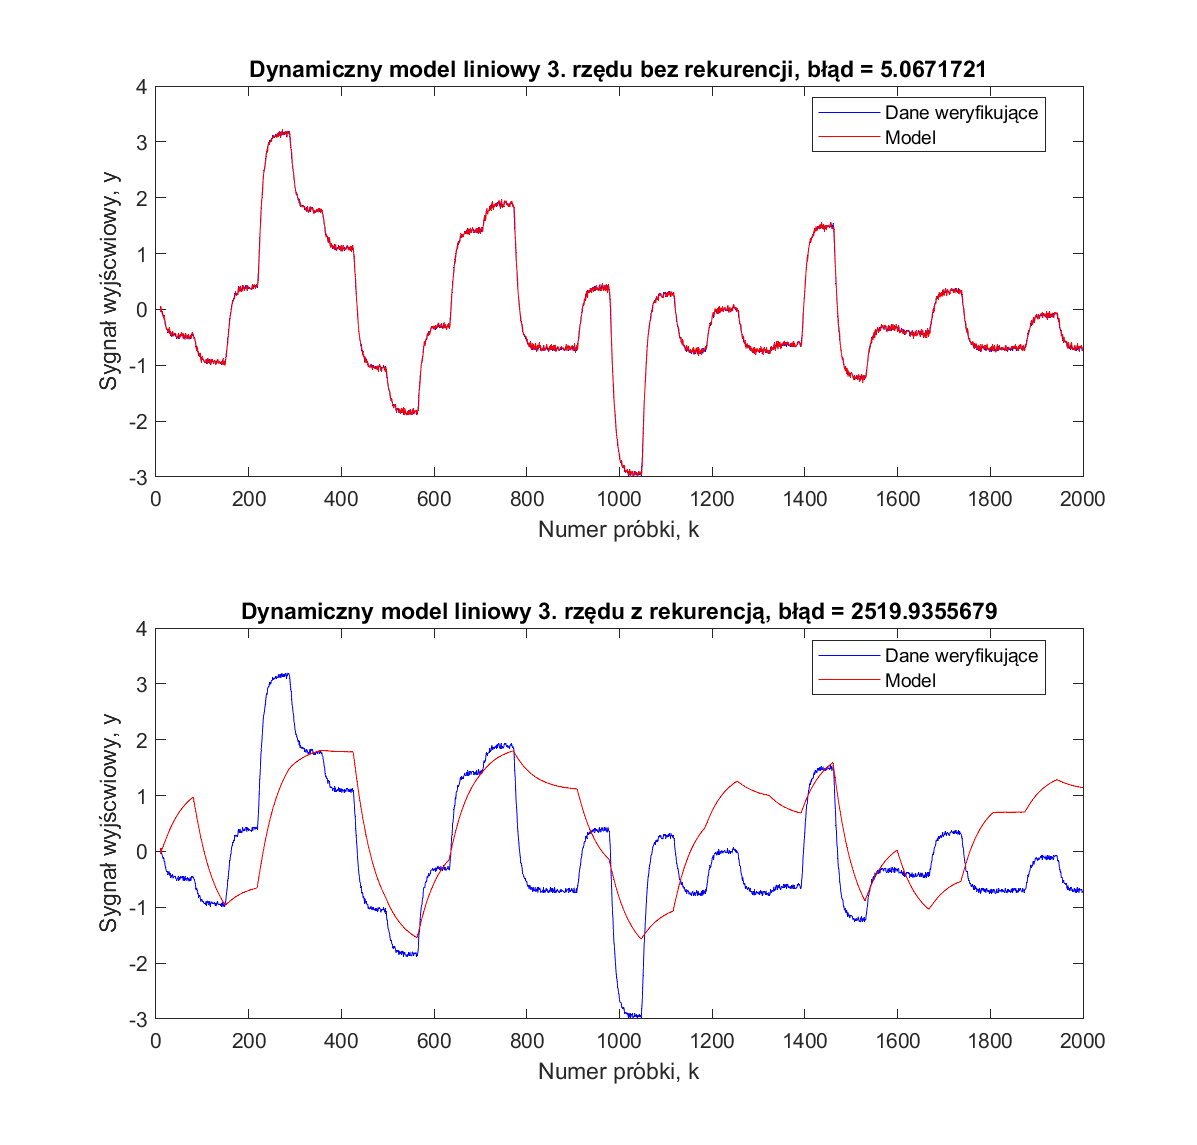 Dynamiczny model liniowy 3. rzędu bez rekurencji, błąd = 5.0671721
4
3
2
1
0
-1
-2
-3
Sygnał wyjścwiowy, y
Dane weryfikujące
Model
0 200 400 600 800 1000 1200 1400 1600 1800 2000
Numer próbki, k
Dynamiczny model liniowy 3. rzędu z rekurencją, błąd = 2519.9355679
4
3
2
1
0
-1
-2
-3
Sygnał wyjścwiowy, y
Dane weryfikujące
Model
0 200 400 600 800 1000 1200 1400 1600 1800 2000
Numer próbki, k